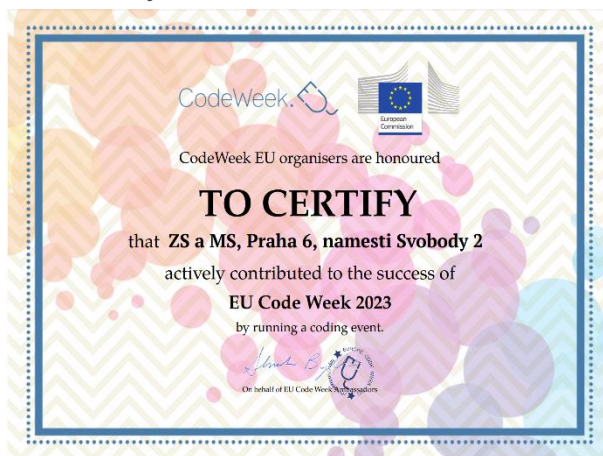 CodeWeek.
European
Commission
CodeWeek EU organisers are honoured
TO CERTIFY
that ZS a MS, Praha 6, namesti Svobody 2
actively contributed to the success of
EU Code Week 2023
by running a coding event.
On behalf of EU Code Week Ambassadors